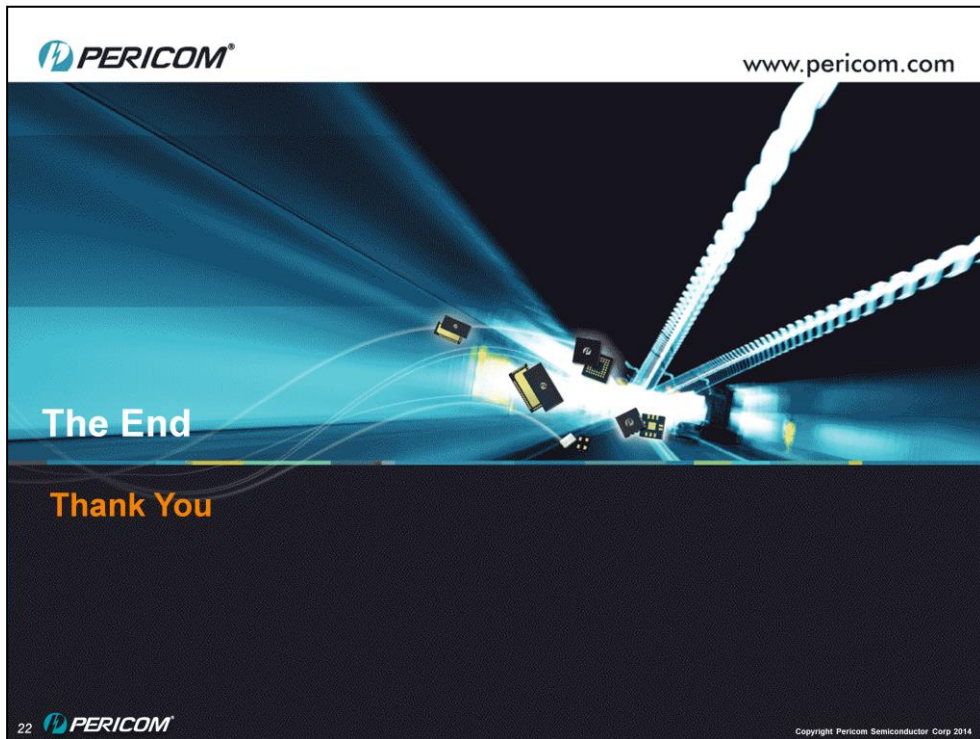 PERICOM®
www.pericom.com
The End
Thank You
22 PERICOM®
Copyright Pericom Semiconductor Corp 2014